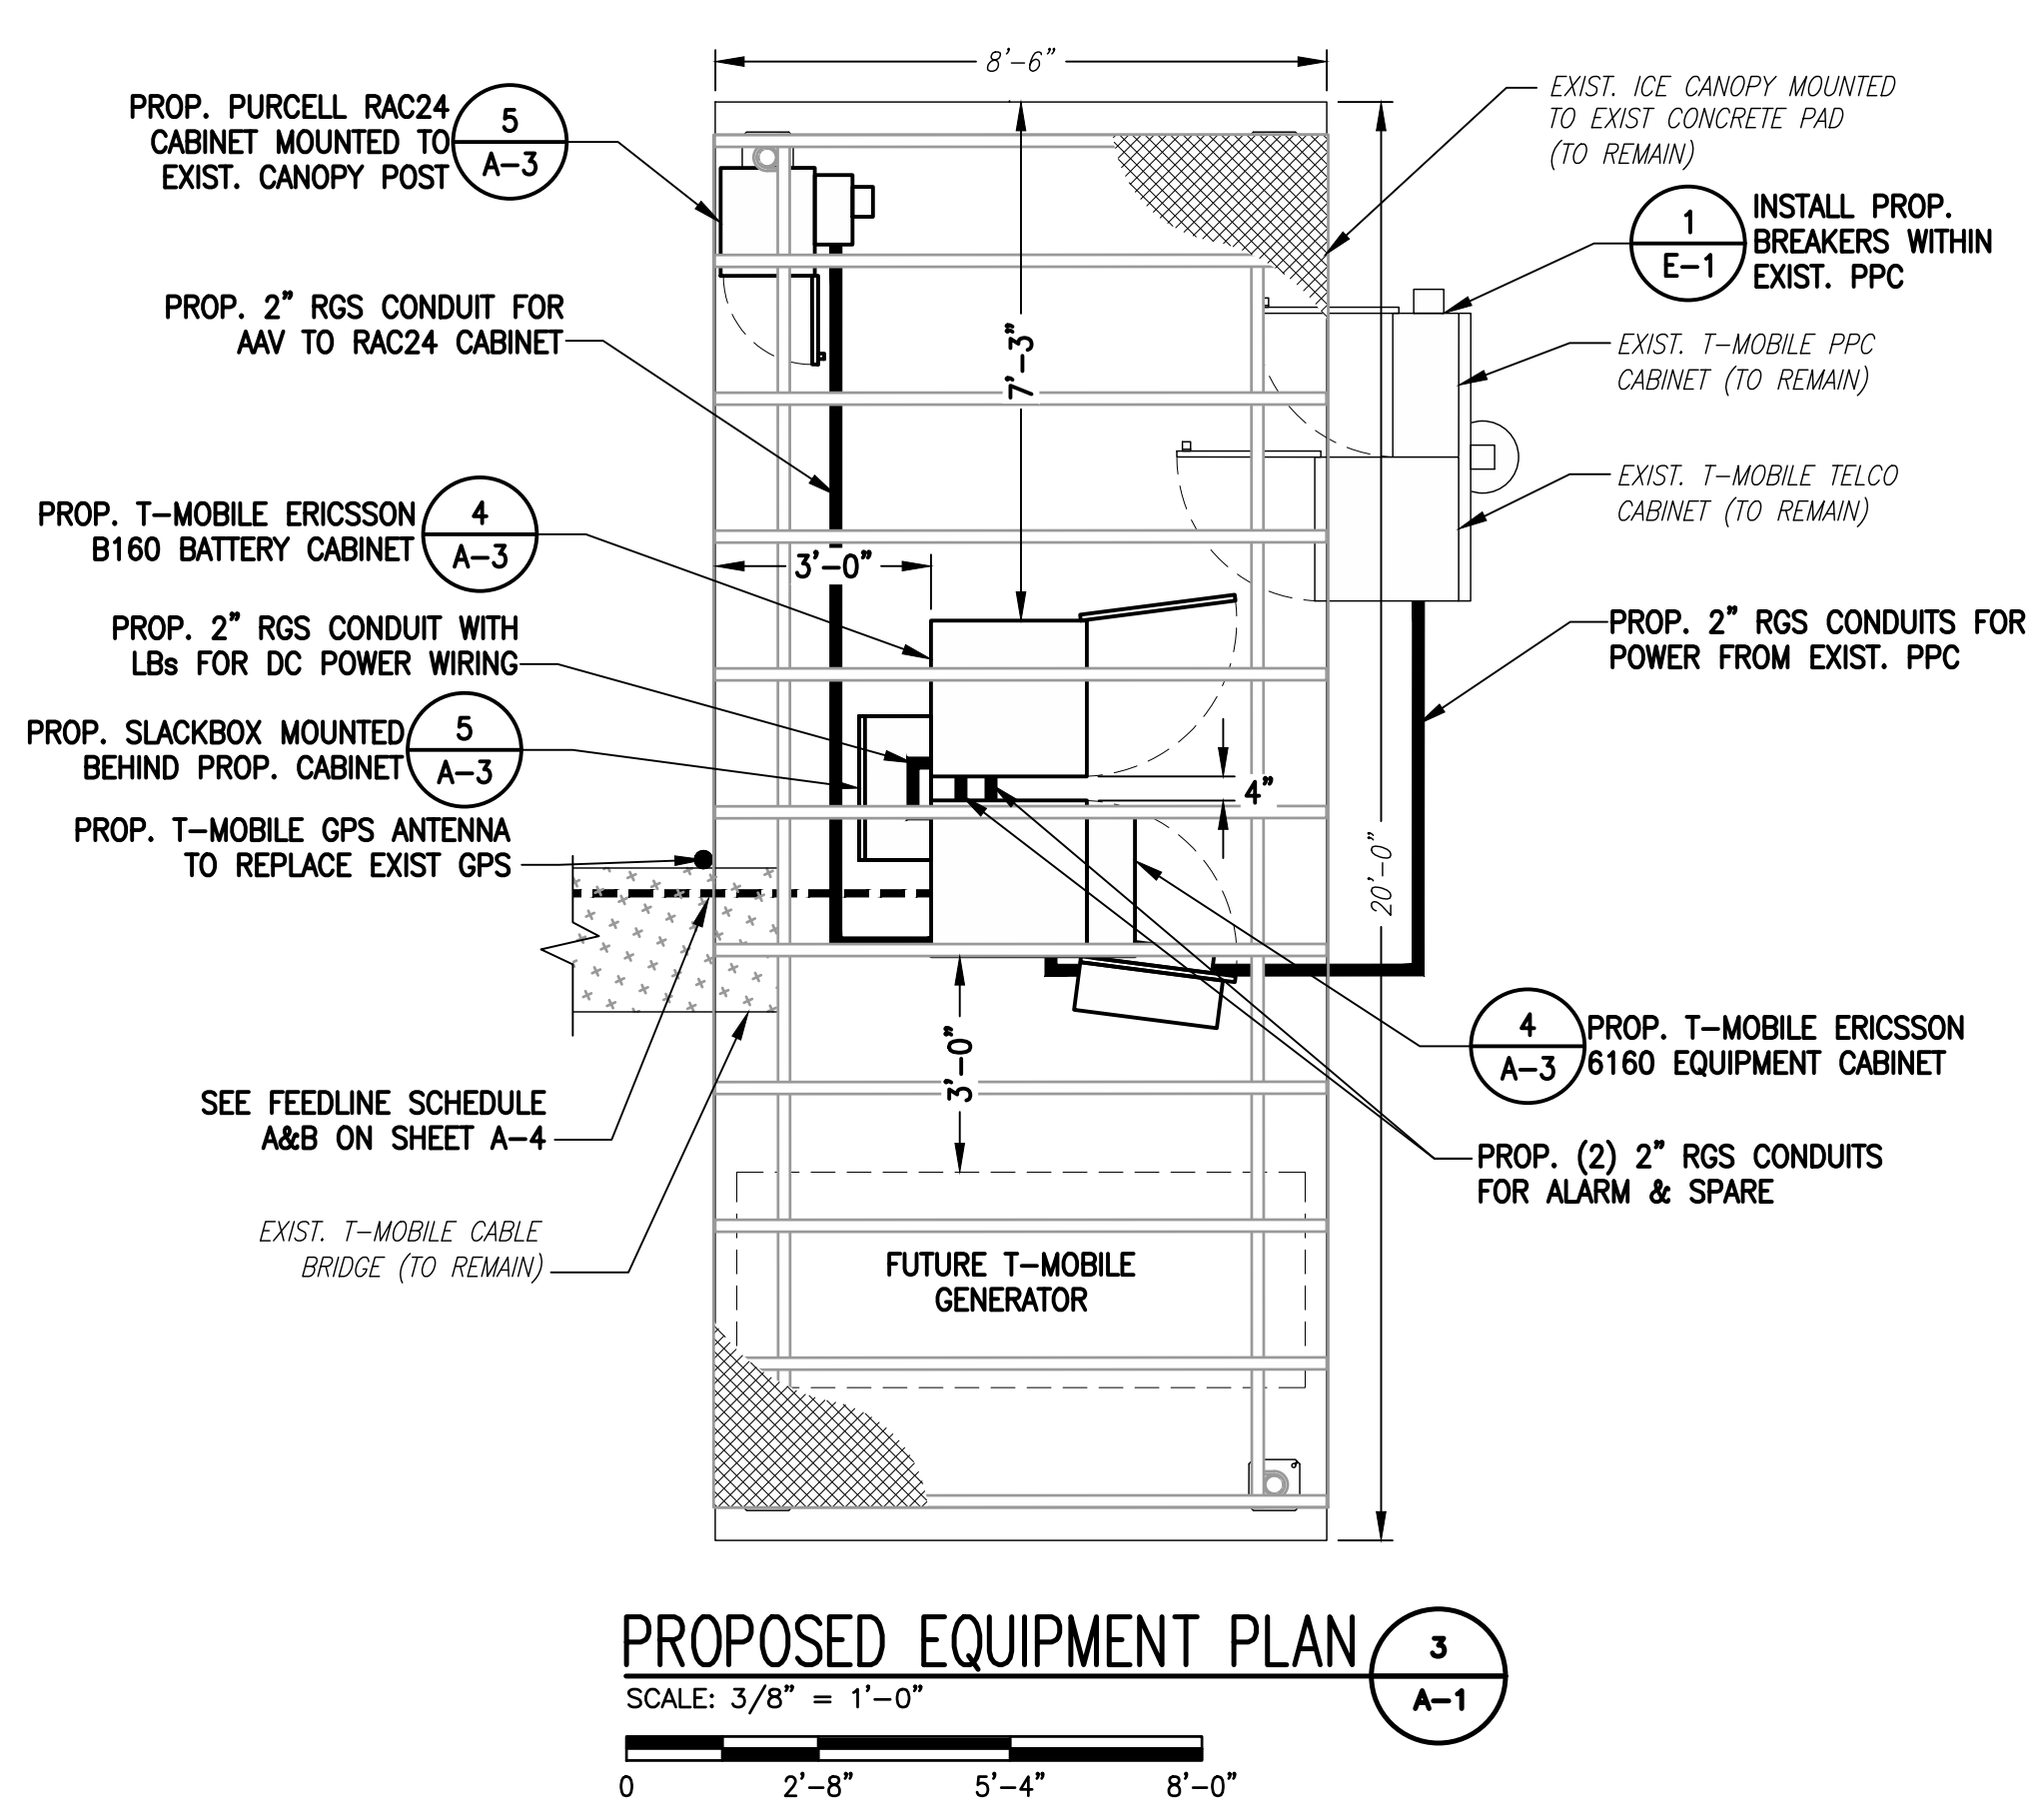 8'-6"
PROP. PURCELL RAC24
CABINET MOUNTED TO
EXIST. CANOPY POST
5
A-3
EXIST. ICE CANOPY MOUNTED
TO EXIST CONCRETE PAD
(TO REMAIN)
1
E-1
INSTALL PROP.
BREAKERS WITHIN
EXIST. PPC
PROP. 2" RGS CONDUIT FOR
AAV TO RAC24 CABINET
7'-3"
EXIST. T-MOBILE PPC
CABINET (TO REMAIN)
EXIST. T-MOBILE TELCO
CABINET (TO REMAIN)
PROP. T-MOBILE ERICSSON
B160 BATTERY CABINET
4
A-3
3'-0"
PROP. 2" RGS CONDUIT WITH
LBs FOR DC POWER WIRING
PROP. 2" RGS CONDUITS FOR
POWER FROM EXIST. PPC
PROP. SLACKBOX MOUNTED
BEHIND PROP. CABINET
5
A-3
4"
PROP. T-MOBILE GPS ANTENNA
TO REPLACE EXIST GPS
20'-0"
4
A-3
PROP. T-MOBILE ERICSSON
6160 EQUIPMENT CABINET
3'-0"
SEE FEEDLINE SCHEDULE
A&B ON SHEET A-4
PROP. (2) 2" RGS CONDUITS
FOR ALARM & SPARE
EXIST. T-MOBILE CABLE
BRIDGE (TO REMAIN)
FUTURE T-MOBILE
GENERATOR
PROPOSED EQUIPMENT PLAN
3
A-1
SCALE: 3/8" = 1'-0"
0 2'-8" 5'-4" 8'-0"